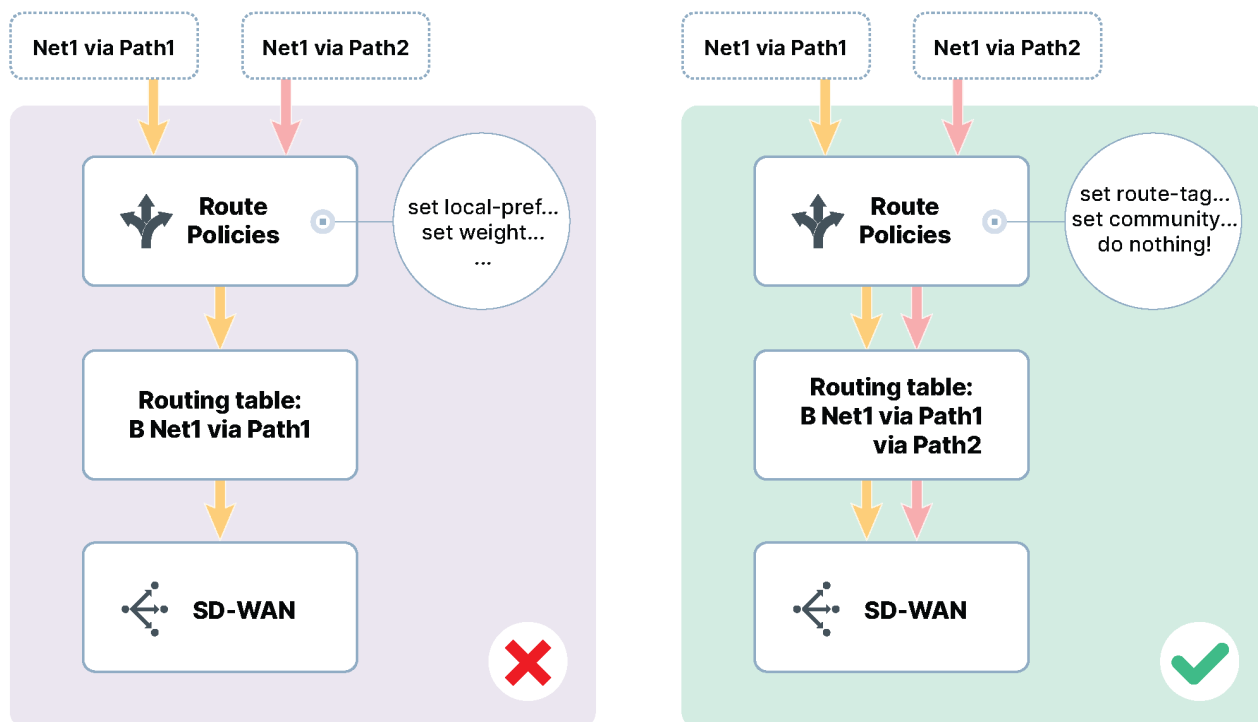 Net1 via Path1
Net1 via Path2
Route
Policies
set local-pref...
set weight...
...
Routing table:
B Net1 via Path1
SD-WAN
Net1 via Path1
Net1 via Path2
Route
Policies
set route-tag...
set community...
do nothing!
Routing table:
B Net1 via Path1
via Path2
SD-WAN